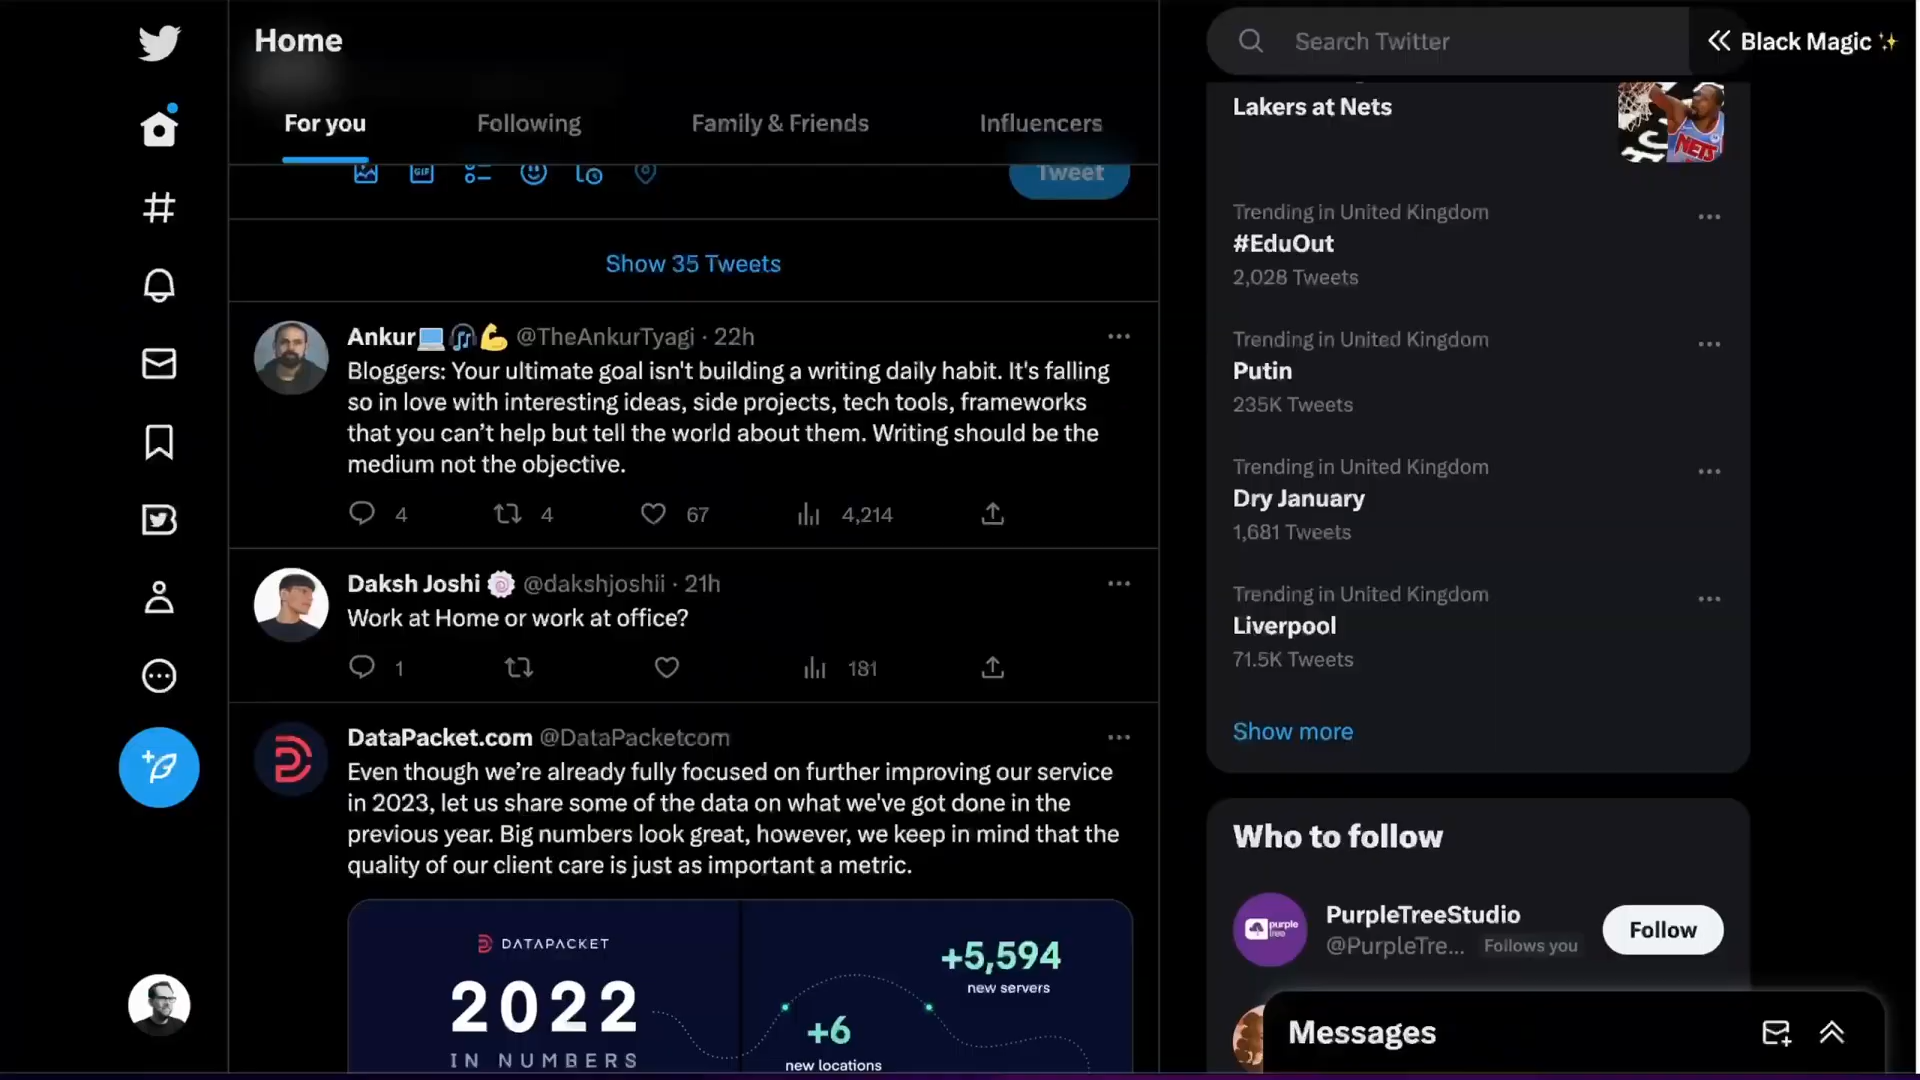 Home
For you
Following
Family & Friends
Influencers
GIF
Tweet
Show 35 Tweets
Ankur💻🎧💪 @TheAnkurTyagi · 22h
Bloggers: Your ultimate goal isn't building a writing daily habit. It's falling
so in love with interesting ideas, side projects, tech tools, frameworks
that you can’t help but tell the world about them. Writing should be the
medium not the objective.
4
4
67
4,214
Daksh Joshi 🍥 @dakshjoshii · 21h
Work at Home or work at office?
1
181
DataPacket.com @DataPacketcom
Even though we’re already fully focused on further improving our service
in 2023, let us share some of the data on what we've got done in the
previous year. Big numbers look great, however, we keep in mind that the
quality of our client care is just as important a metric.
DATAPACKET
2022
IN NUMBERS
+5,594
new servers
+6
new locations
Search Twitter
Black Magic ✨
Lakers at Nets
NETS
Trending in United Kingdom
#EduOut
2,028 Tweets
Trending in United Kingdom
Putin
235K Tweets
Trending in United Kingdom
Dry January
1,681 Tweets
Trending in United Kingdom
Liverpool
71.5K Tweets
Show more
Who to follow
purple
tree
PurpleTreeStudio
@PurpleTre... Follows you
Follow
Messages